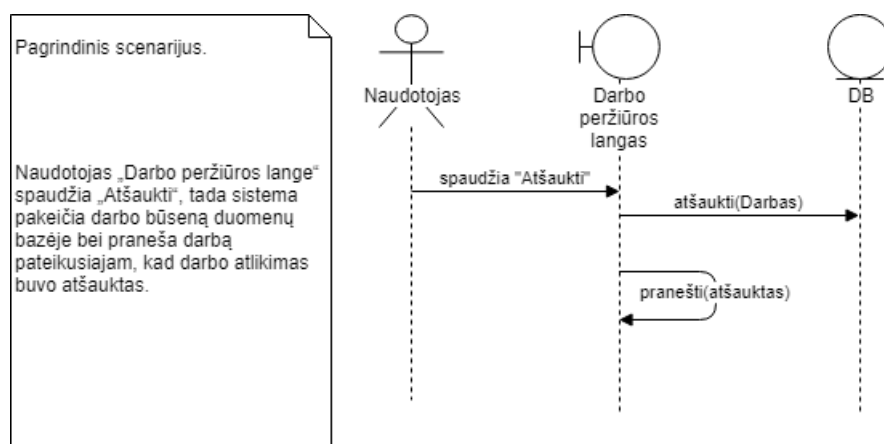 Pagrindinis scenarijus.
Naudotojas „Darbo peržiūros lange“
spaudžia „Atšaukti“, tada sistema
pakeičia darbo būseną duomenų
bazėje bei praneša darbą
pateikusiajam, kad darbo atlikimas
buvo atšauktas.
Naudotojas
Darbo
peržiūros
langas
DB
spaudžia "Atšaukti"
atšaukti(Darbas)
pranešti(atšauktas)